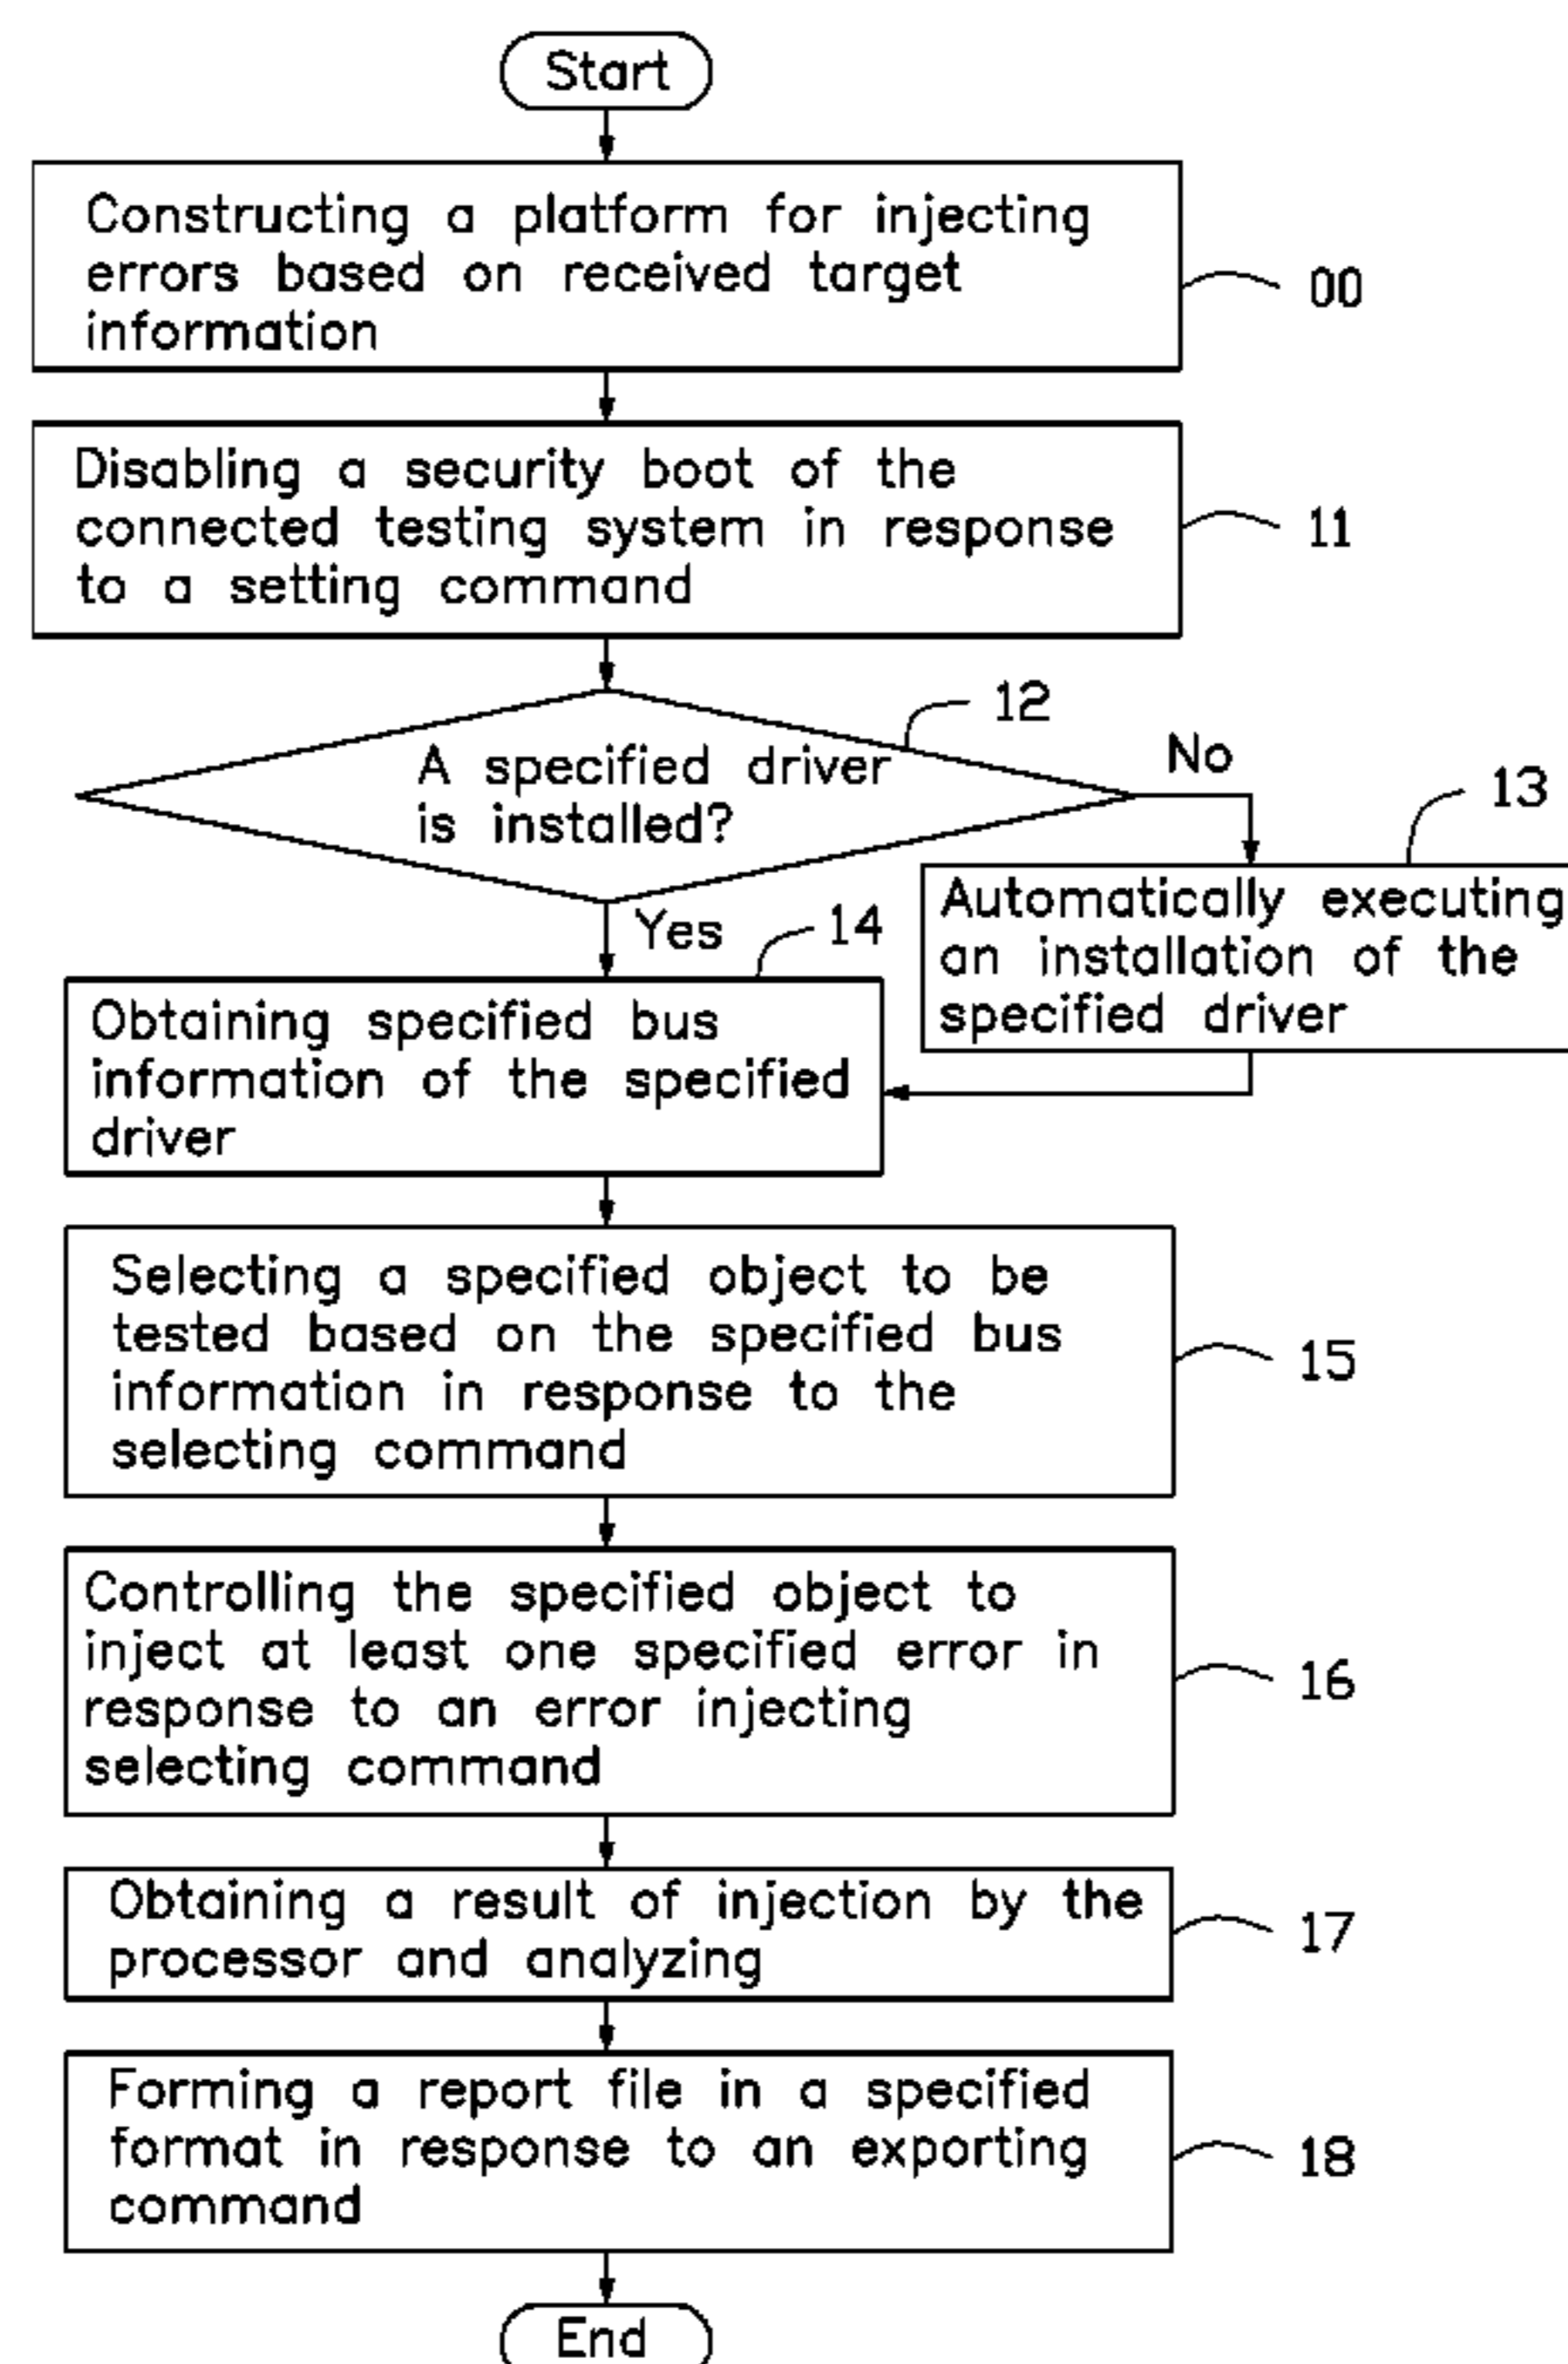 Start
Constructing a platform for injecting
errors based on received target
information
00
Disabling a security boot of the
connected testing system in response
to a setting command
11
12
A specified driver
is installed?
No
13
Automatically executing
an installation of the
specified driver
Yes
14
Obtaining specified bus
information of the specified
driver
Selecting a specified object to be
tested based on the specified bus
information in response to the
selecting command
15
Controlling the specified object to
inject at least one specified error in
response to an error injecting
selecting command
16
Obtaining a result of injection by the
processor and analyzing
17
Forming a report file in a specified
format in response to an exporting
command
18
End